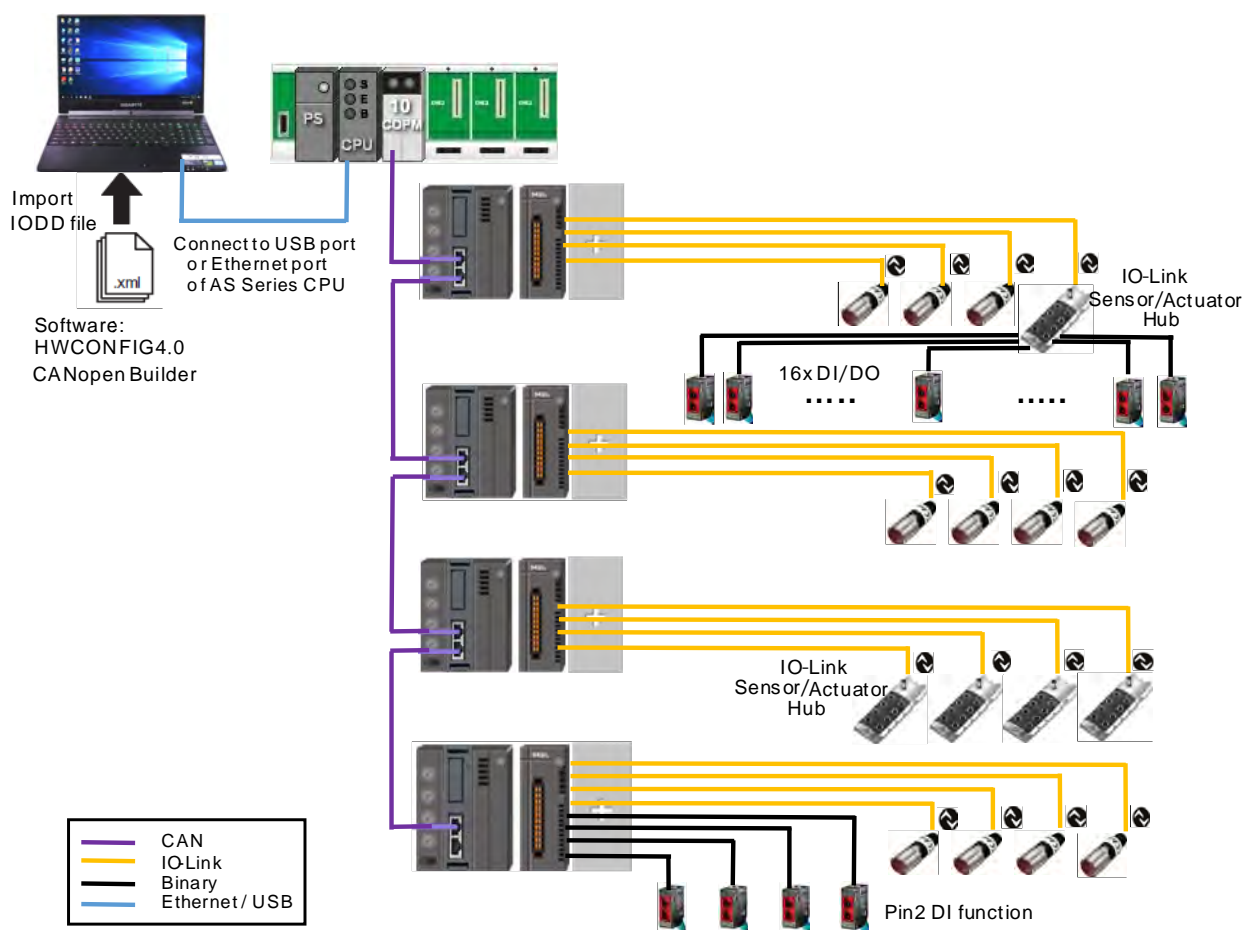 PS
CPU
S
E
B
10
COPM
Import
IODD file
.xml
Connect to USB port
or Ethernet port
of AS Series CPU
Software:
HWCONFIG4.0
CANopen Builder
IO-Link
Sensor/Actuator
Hub
16x DI/DO
.....
.....
IO-Link
Sensor/Actuator
Hub
CAN
IO-Link
Binary
Ethernet / USB
Pin2 DI function